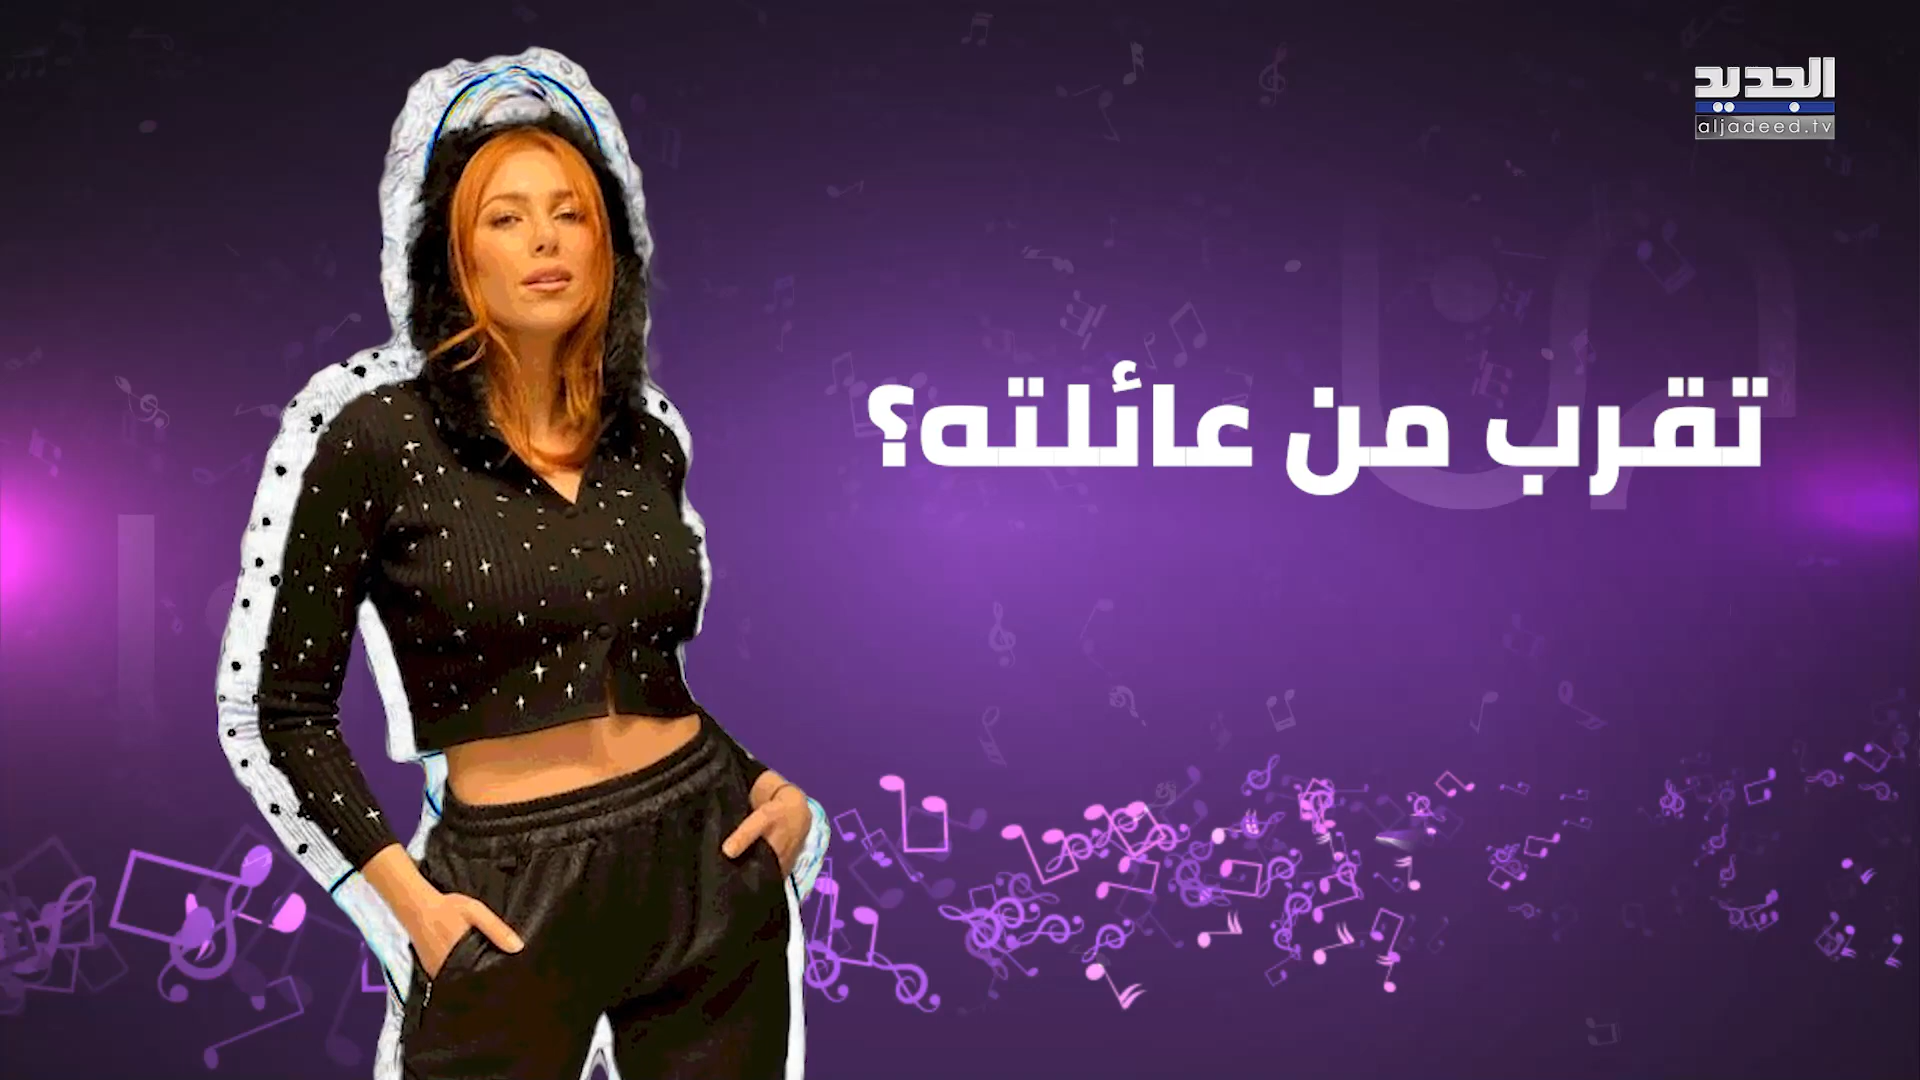 الجديد
aljadeed.tv
تقرب من عائلته؟